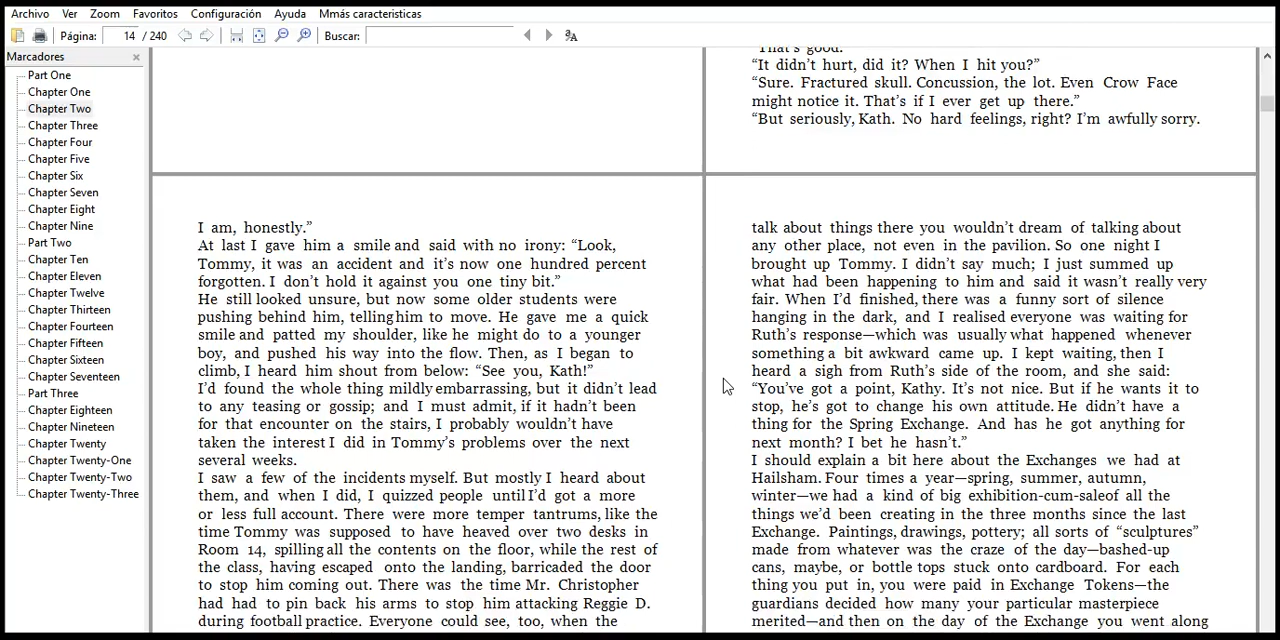 Archivo Ver Zoom Favoritos Configuración Ayuda Mmás caracteristicas
Página: 14 / 240 Buscar:
Marcadores
Part One
Chapter One
Chapter Two
Chapter Three
Chapter Four
Chapter Five
Chapter Six
Chapter Seven
Chapter Eight
Chapter Nine
Part Two
Chapter Ten
Chapter Eleven
Chapter Twelve
Chapter Thirteen
Chapter Fourteen
Chapter Fifteen
Chapter Sixteen
Chapter Seventeen
Part Three
Chapter Eighteen
Chapter Nineteen
Chapter Twenty
Chapter Twenty-One
Chapter Twenty-Two
Chapter Twenty-Three
“That’s good.
“It didn’t hurt, did it? When I hit you?”
“Sure. Fractured skull. Concussion, the lot. Even Crow Face
might notice it. That’s if I ever get up there.”
“But seriously, Kath. No hard feelings, right? I’m awfully sorry.
I am, honestly.”
At last I gave him a smile and said with no irony: “Look,
Tommy, it was an accident and it’s now one hundred percent
forgotten. I don’t hold it against you one tiny bit.”
He still looked unsure, but now some older students were
pushing behind him, telling him to move. He gave me a quick
smile and patted my shoulder, like he might do to a younger
boy, and pushed his way into the flow. Then, as I began to
climb, I heard him shout from below: “See you, Kath!”
I’d found the whole thing mildly embarrassing, but it didn’t lead
to any teasing or gossip; and I must admit, if it hadn’t been
for that encounter on the stairs, I probably wouldn’t have
taken the interest I did in Tommy’s problems over the next
several weeks.
I saw a few of the incidents myself. But mostly I heard about
them, and when I did, I quizzed people until I’d got a more
or less full account. There were more temper tantrums, like the
time Tommy was supposed to have heaved over two desks in
Room 14, spilling all the contents on the floor, while the rest of
the class, having escaped onto the landing, barricaded the door
to stop him coming out. There was the time Mr. Christopher
had had to pin back his arms to stop him attacking Reggie D.
during football practice. Everyone could see, too, when the
talk about things there you wouldn’t dream of talking about
any other place, not even in the pavilion. So one night I
brought up Tommy. I didn’t say much; I just summed up
what had been happening to him and said it wasn’t really very
fair. When I’d finished, there was a funny sort of silence
hanging in the dark, and I realised everyone was waiting for
Ruth’s response—which was usually what happened whenever
something a bit awkward came up. I kept waiting, then I
heard a sigh from Ruth’s side of the room, and she said:
“You’ve got a point, Kathy. It’s not nice. But if he wants it to
stop, he’s got to change his own attitude. He didn’t have a
thing for the Spring Exchange. And has he got anything for
next month? I bet he hasn’t.”
I should explain a bit here about the Exchanges we had at
Hailsham. Four times a year—spring, summer, autumn,
winter—we had a kind of big exhibition-cum-sale of all the
things we’d been creating in the three months since the last
Exchange. Paintings, drawings, pottery; all sorts of “sculptures”
made from whatever was the craze of the day—bashed-up
cans, maybe, or bottle tops stuck onto cardboard. For each
thing you put in, you were paid in Exchange Tokens—the
guardians decided how many your particular masterpiece
merited—and then on the day of the Exchange you went along